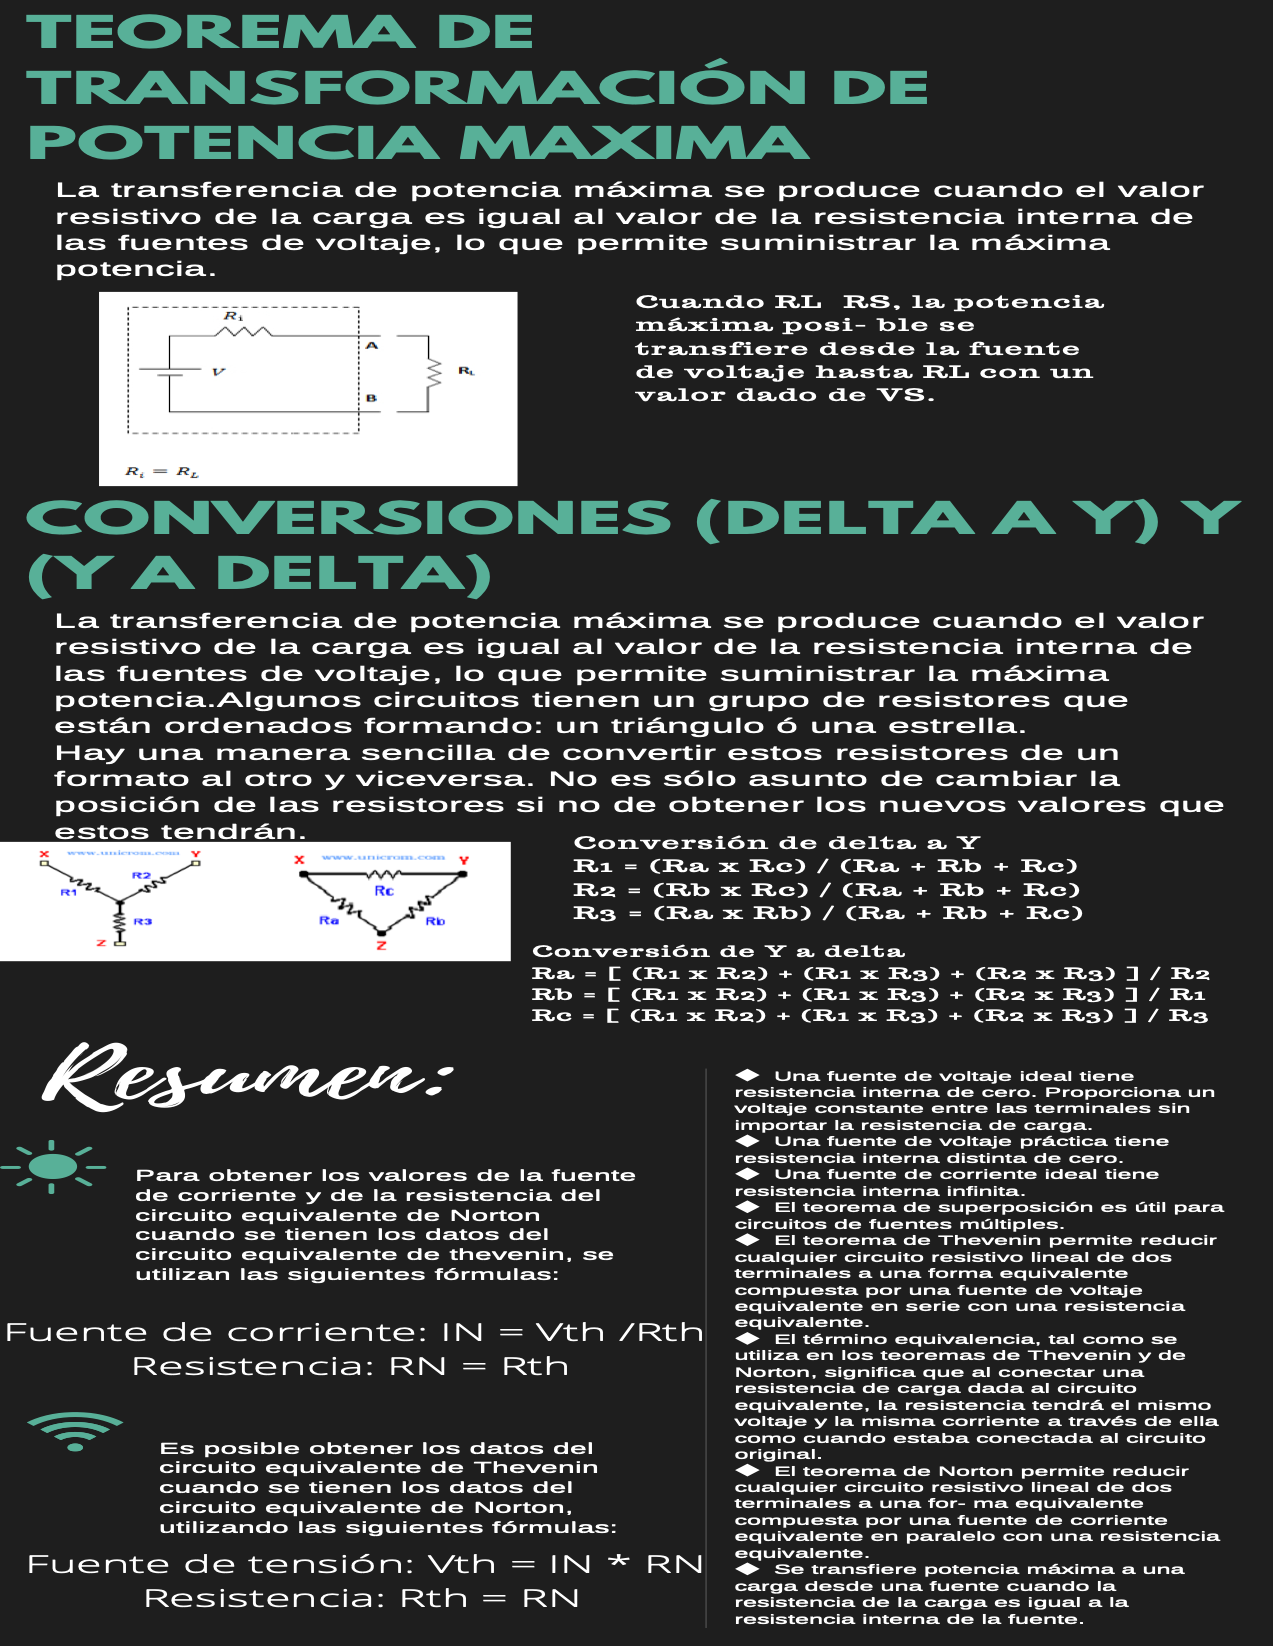 TEOREMA DE
TRANSFORMACIÓN DE
POTENCIA MAXIMA
La transferencia de potencia máxima se produce cuando el valor
resistivo de la carga es igual al valor de la resistencia interna de
las fuentes de voltaje, lo que permite suministrar la máxima
potencia.
Ri
A
V
RL
B
Ri = RL
Cuando RL  RS, la potencia
máxima posi- ble se
transfiere desde la fuente
de voltaje hasta RL con un
valor dado de VS.
CONVERSIONES (DELTA A Y) Y
(Y A DELTA)
La transferencia de potencia máxima se produce cuando el valor
resistivo de la carga es igual al valor de la resistencia interna de
las fuentes de voltaje, lo que permite suministrar la máxima
potencia.Algunos circuitos tienen un grupo de resistores que
están ordenados formando: un triángulo ó una estrella.
Hay una manera sencilla de convertir estos resistores de un
formato al otro y viceversa. No es sólo asunto de cambiar la
posición de las resistores si no de obtener los nuevos valores que
estos tendrán.
X www.unicrom.com Y
R1 R2
R3
Z
X www.unicrom.com Y
Rc
Ra Rb
Z
Conversión de delta a Y
R1 = (Ra x Rc) / (Ra + Rb + Rc)
R2 = (Rb x Rc) / (Ra + Rb + Rc)
R3 = (Ra x Rb) / (Ra + Rb + Rc)
Conversión de Y a delta
Ra = [ (R1 x R2) + (R1 x R3) + (R2 x R3) ] / R2
Rb = [ (R1 x R2) + (R1 x R3) + (R2 x R3) ] / R1
Rc = [ (R1 x R2) + (R1 x R3) + (R2 x R3) ] / R3
Resumen:
Para obtener los valores de la fuente
de corriente y de la resistencia del
circuito equivalente de Norton
cuando se tienen los datos del
circuito equivalente de thevenin, se
utilizan las siguientes fórmulas:
Fuente de corriente: IN = Vth /Rth
Resistencia: RN = Rth
Es posible obtener los datos del
circuito equivalente de Thevenin
cuando se tienen los datos del
circuito equivalente de Norton,
utilizando las siguientes fórmulas:
Fuente de tensión: Vth = IN * RN
Resistencia: Rth = RN
◆ Una fuente de voltaje ideal tiene
resistencia interna de cero. Proporciona un
voltaje constante entre las terminales sin
importar la resistencia de carga.
◆ Una fuente de voltaje práctica tiene
resistencia interna distinta de cero.
◆ Una fuente de corriente ideal tiene
resistencia interna infinita.
◆ El teorema de superposición es útil para
circuitos de fuentes múltiples.
◆ El teorema de Thevenin permite reducir
cualquier circuito resistivo lineal de dos
terminales a una forma equivalente
compuesta por una fuente de voltaje
equivalente en serie con una resistencia
equivalente.
◆ El término equivalencia, tal como se
utiliza en los teoremas de Thevenin y de
Norton, significa que al conectar una
resistencia de carga dada al circuito
equivalente, la resistencia tendrá el mismo
voltaje y la misma corriente a través de ella
como cuando estaba conectada al circuito
original.
◆ El teorema de Norton permite reducir
cualquier circuito resistivo lineal de dos
terminales a una for- ma equivalente
compuesta por una fuente de corriente
equivalente en paralelo con una resistencia
equivalente.
◆ Se transfiere potencia máxima a una
carga desde una fuente cuando la
resistencia de la carga es igual a la
resistencia interna de la fuente.